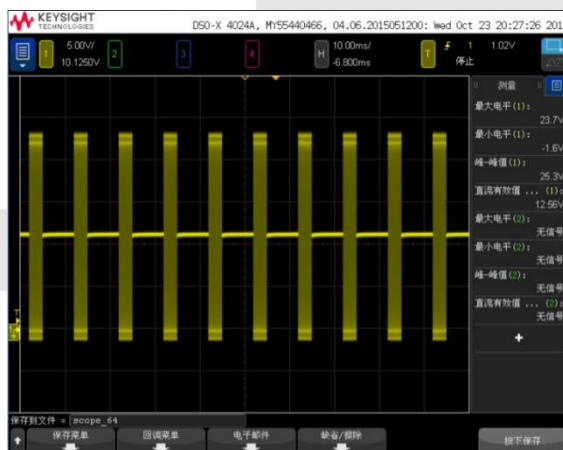 KEYSIGHT
TECHNOLOGIES
DSO-X 4024A, MY55440466, 04.06.2015051200: Wed Oct 23 20:27:26 201
1
5.00V/
10.1250V
2
3
4
H
10.00ms/
-6.800ms
T
1
1.02V
停止
测量
最大电平(1):
23.7V
最小电平(1):
-1.6V
峰-峰值(1):
25.3V
直流有效值 ... (1):
12.56V
最大电平(2):
无信号
最小电平(2):
无信号
峰-峰值(2):
无信号
直流有效值 ... (2):
无信号
保存到文件 = scope_64
保存菜单
回调菜单
电子邮件
缺省/擦除
按下保存